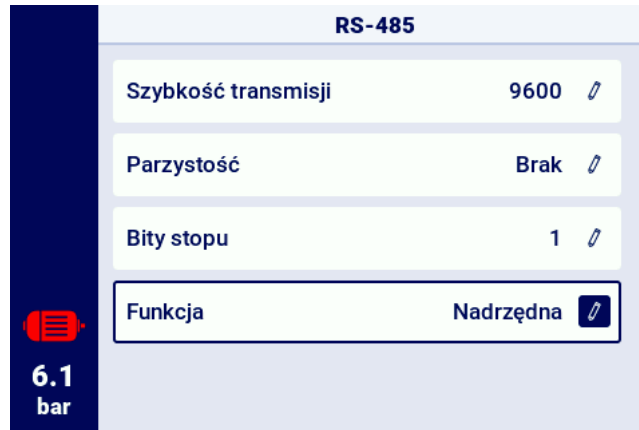 RS-485
Szybkość transmisji 9600
Parzystość Brak
Bity stopu 1
Funkcja Nadrzędna
6.1
bar